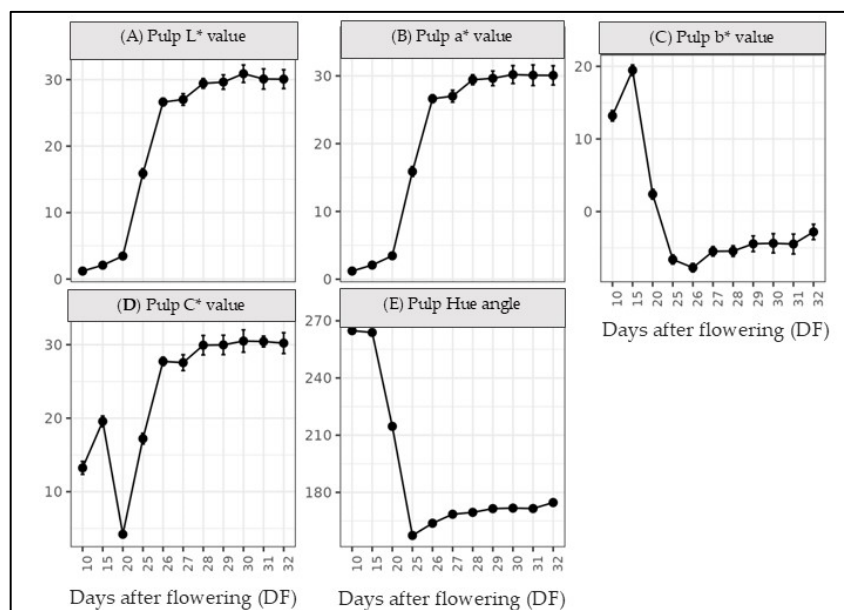 (A) Pulp L* value
30
20
10
0
(B) Pulp a* value
30
20
10
0
(C) Pulp b* value
20
10
0
10 15 20 25 26 27 28 29 30 31 32
Days after flowering (DF)
(D) Pulp C* value
30
20
10
10 15 20 25 26 27 28 29 30 31 32
Days after flowering (DF)
(E) Pulp Hue angle
270
240
210
180
10 15 20 25 26 27 28 29 30 31 32
Days after flowering (DF)